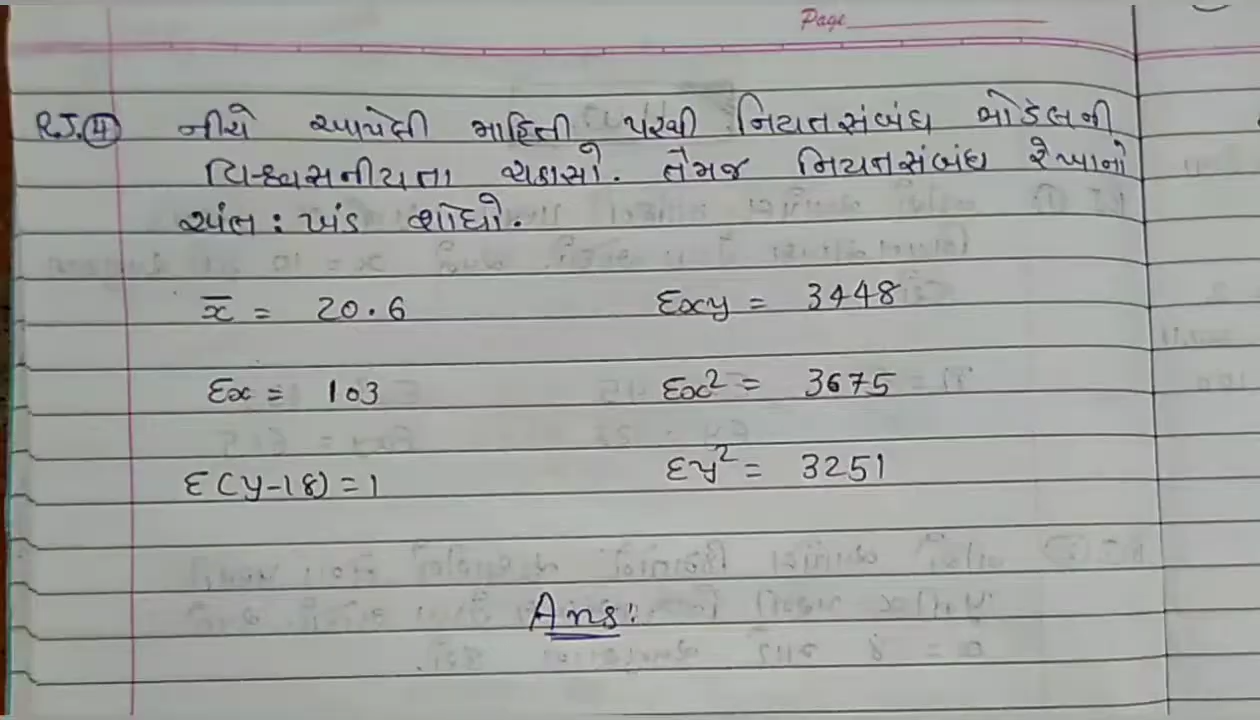 Page
R.J.④ નીચે આપેલી માહિતી પરથી નિયતસંબંધ મોડેલની
વિશ્વસનીયતા ચકાસો. તેમજ નિયતસંબંધ રેખાનો
અંત: ખંડ શોધો.
x̄ = 20.6 Σxy = 3448
Σx = 103 Σx² = 3675
Σ(y-18) = 1 Σy² = 3251
Ans: